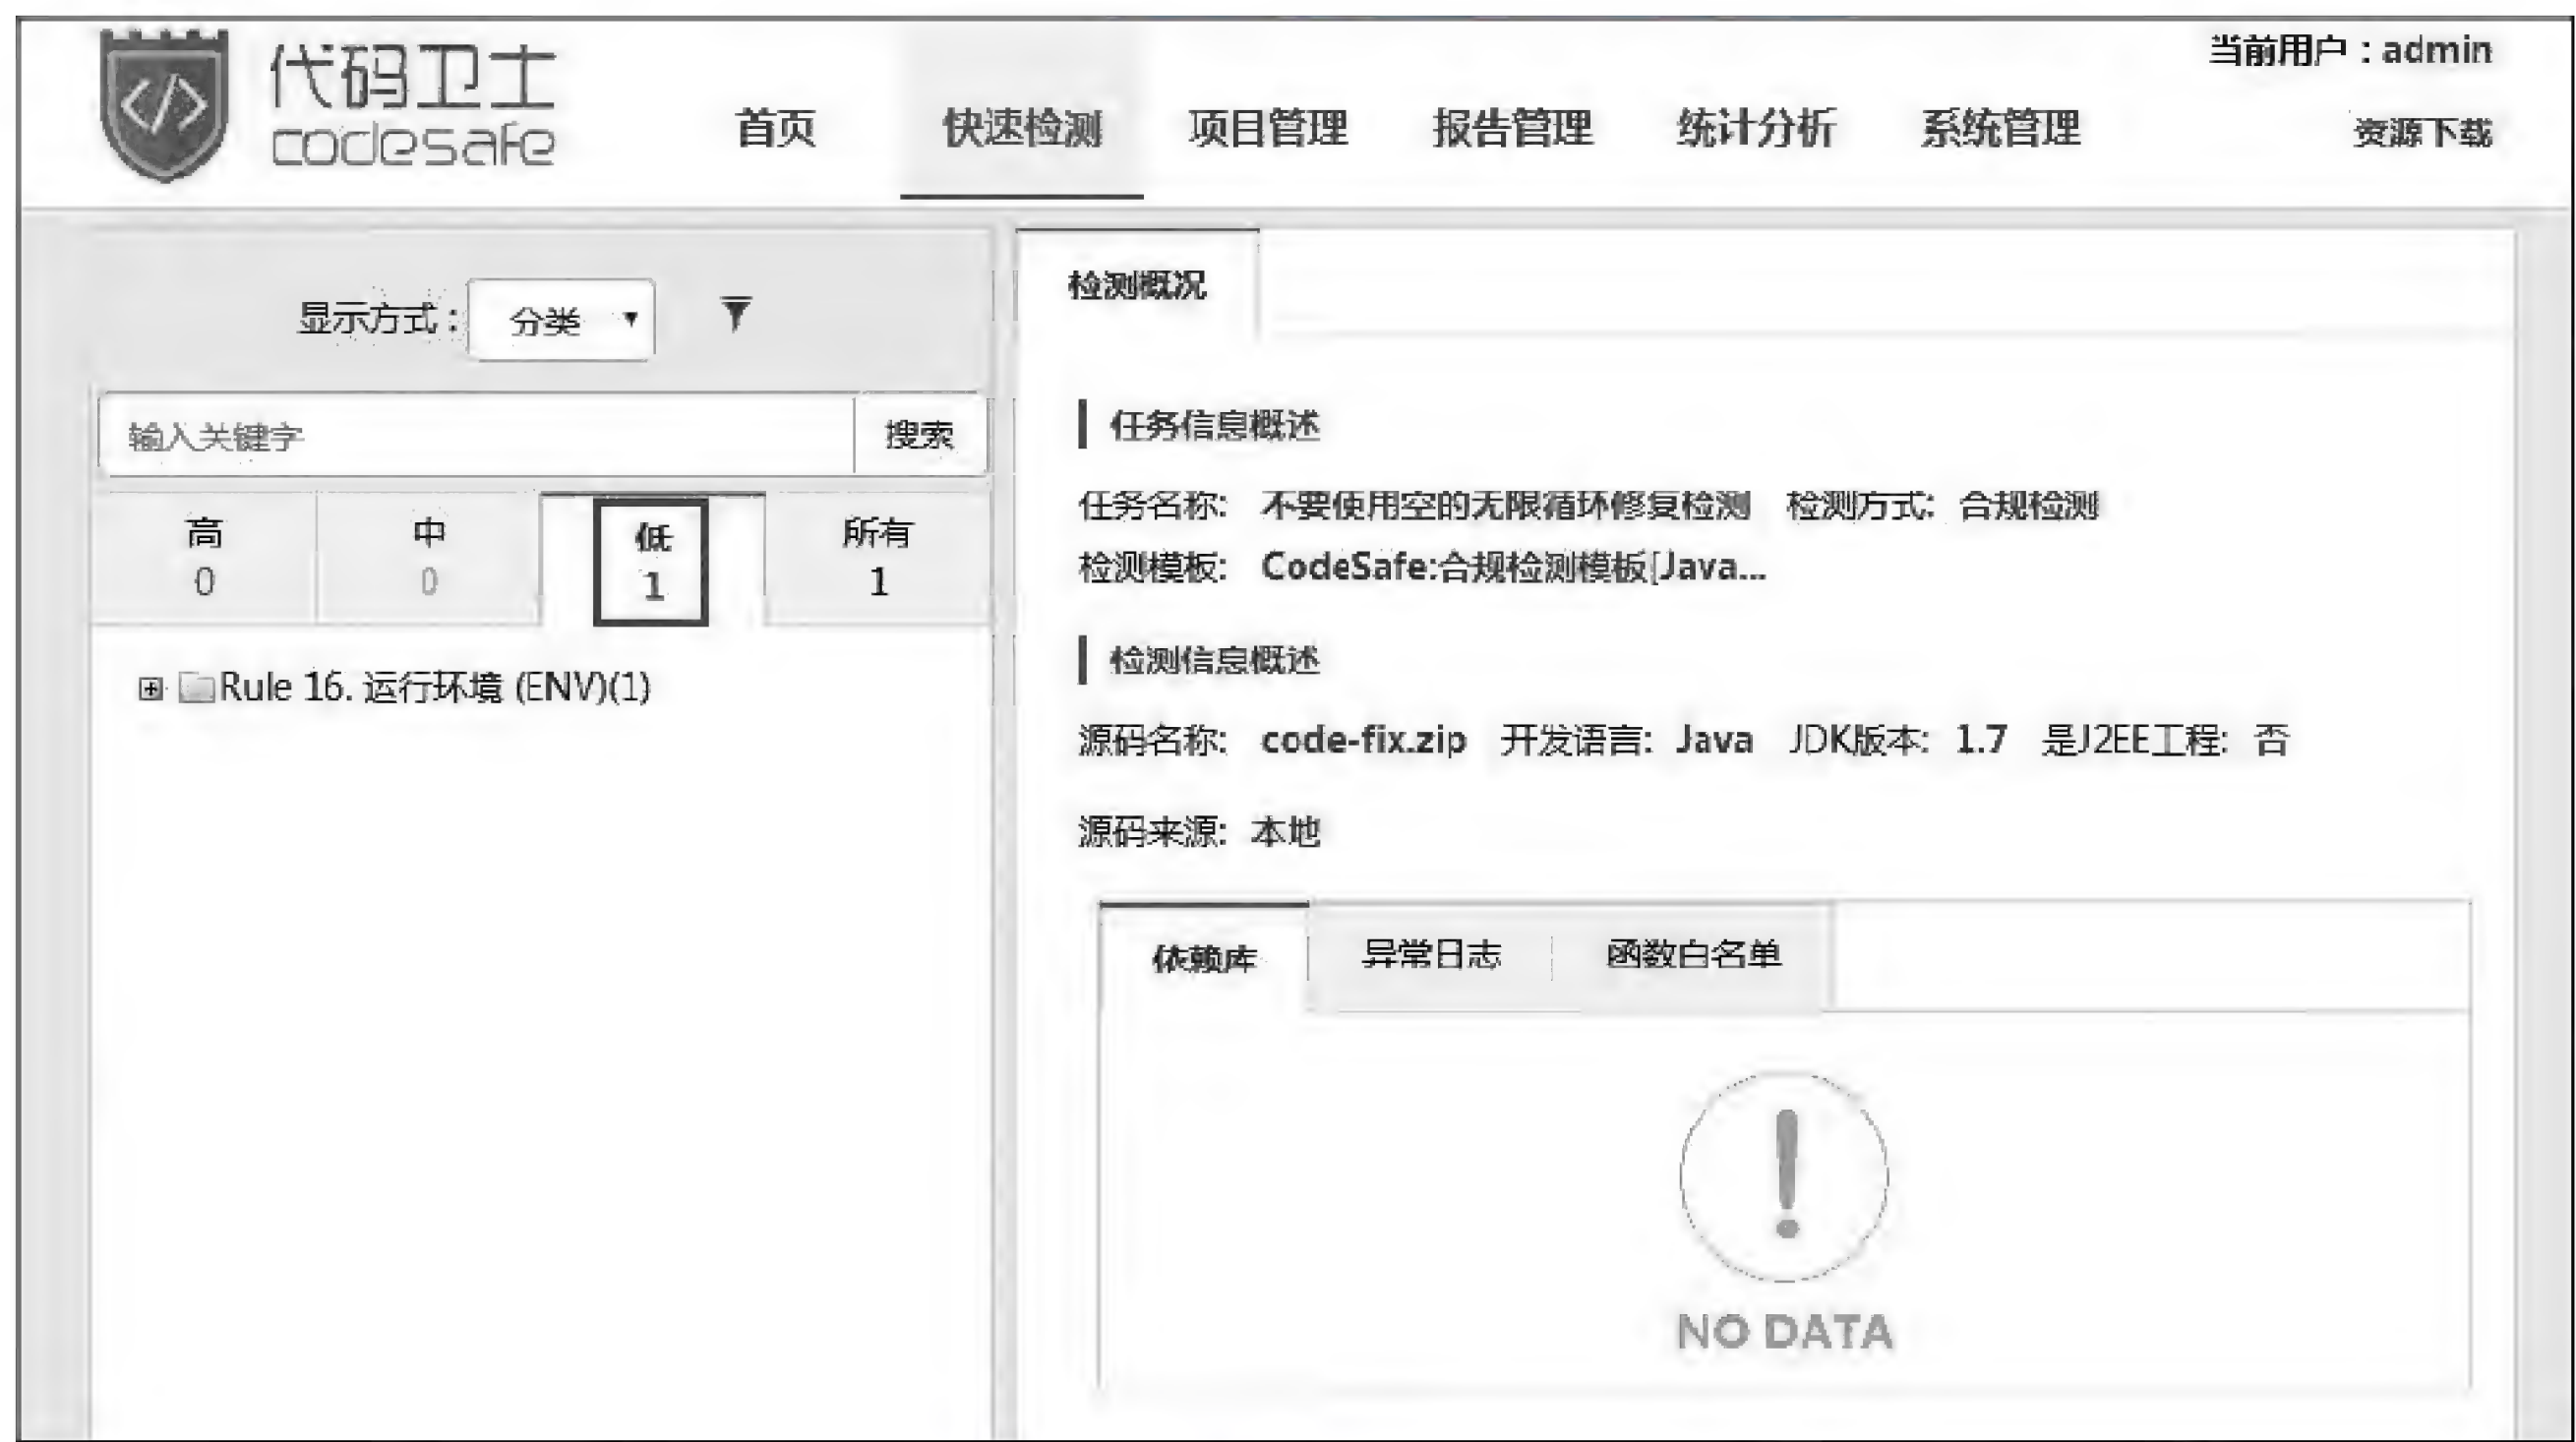 当前用户：admin
代码卫士
codesafe
首页 快速检测 项目管理 报告管理 统计分析 系统管理 资源下载
显示方式： 分类
输入关键字 搜索
高 中 低 所有
0 0 1 1
Rule 16. 运行环境 (ENV)(1)
检测概况
任务信息概述
任务名称: 不要使用空的无限循环修复检测 检测方式: 合规检测
检测模板: CodeSafe:合规检测模板[Java...
检测信息概述
源码名称: code-fix.zip 开发语言: Java JDK版本: 1.7 是J2EE工程: 否
源码来源: 本地
依赖库 异常日志 函数白名单
NO DATA